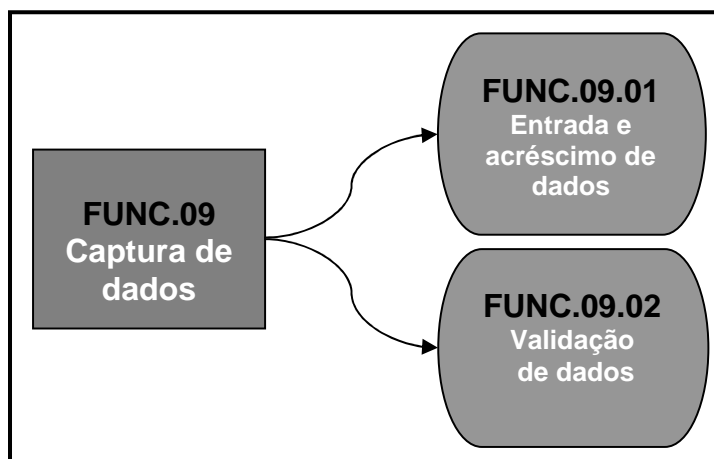 FUNC.09
Captura de
dados
FUNC.09.01
Entrada e
acréscimo de
dados
FUNC.09.02
Validação
de dados